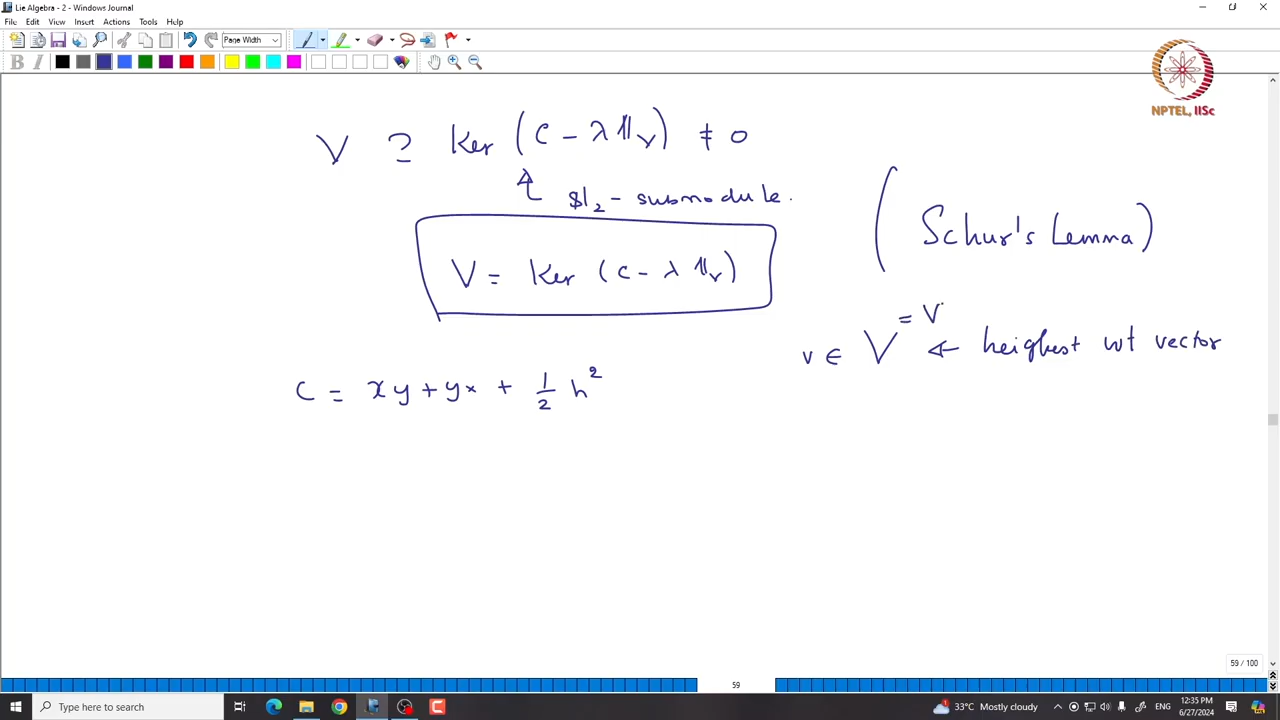 Lie Algebra - 2 - Windows Journal
File Edit View Insert Actions Tools Help
Page Width
B I
NPTEL, IISc
V ⊇ Ker (C - λ 𝟙_V) ≠ 0
sl₂ - submodule.
(Schur's Lemma)
V = Ker (C - λ 𝟙_V)
= V
v ∈ V ← heighest wt vector
C = xy + yx + 1/2 h²
59 / 100
59
Type here to search
33°C Mostly cloudy
ENG
12:35 PM
6/27/2024